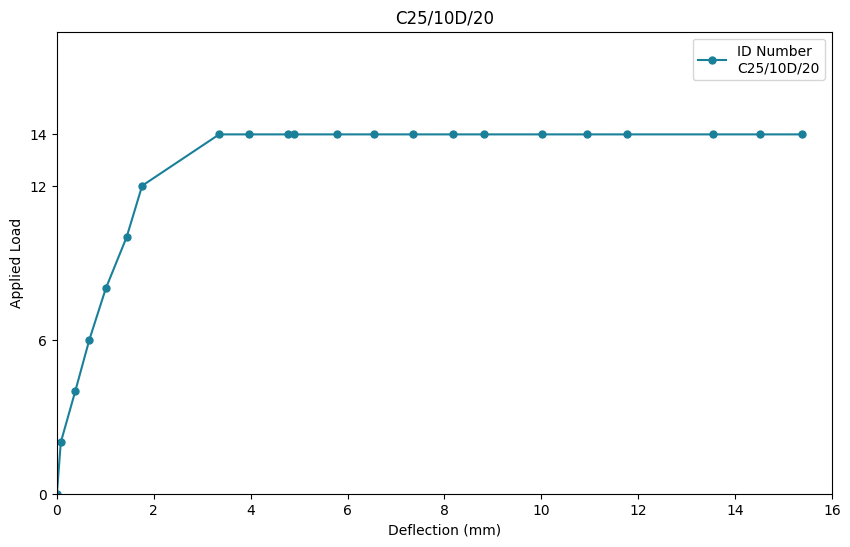 C25/10D/20
ID Number
C25/10D/20
14
12
6
0
Applied Load
0 2 4 6 8 10 12 14 16
Deflection (mm)